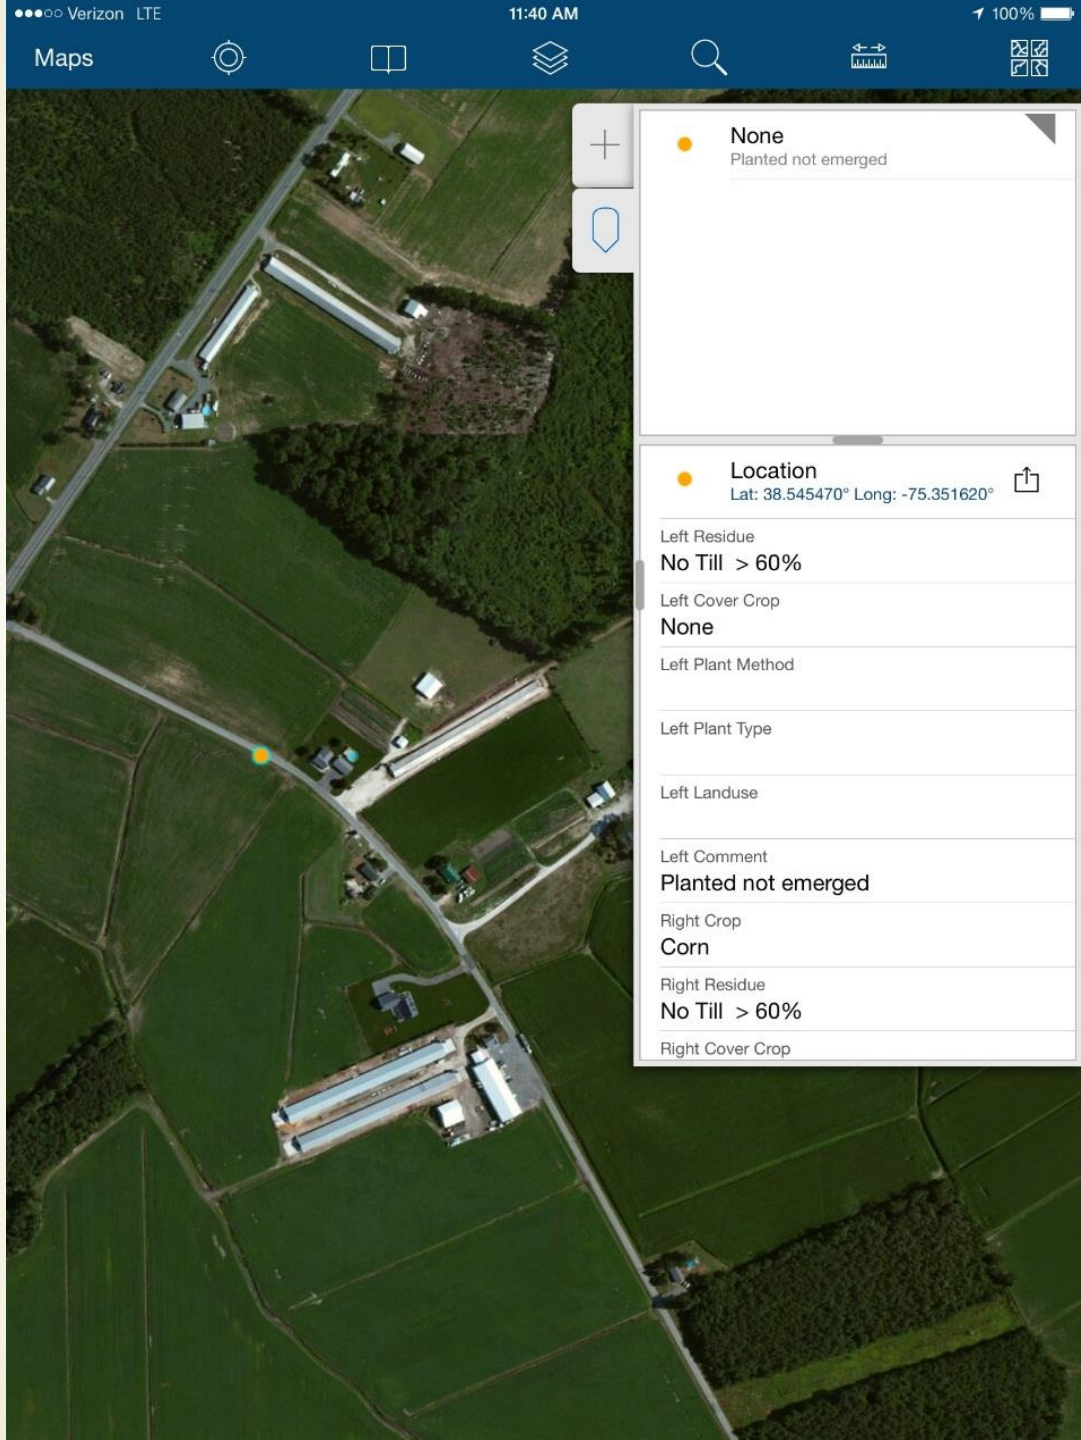 Verizon LTE
11:40 AM
100%
Maps
None
Planted not emerged
Location
Lat: 38.545470° Long: -75.351620°
Left Residue
No Till > 60%
Left Cover Crop
None
Left Plant Method
Left Plant Type
Left Landuse
Left Comment
Planted not emerged
Right Crop
Corn
Right Residue
No Till > 60%
Right Cover Crop